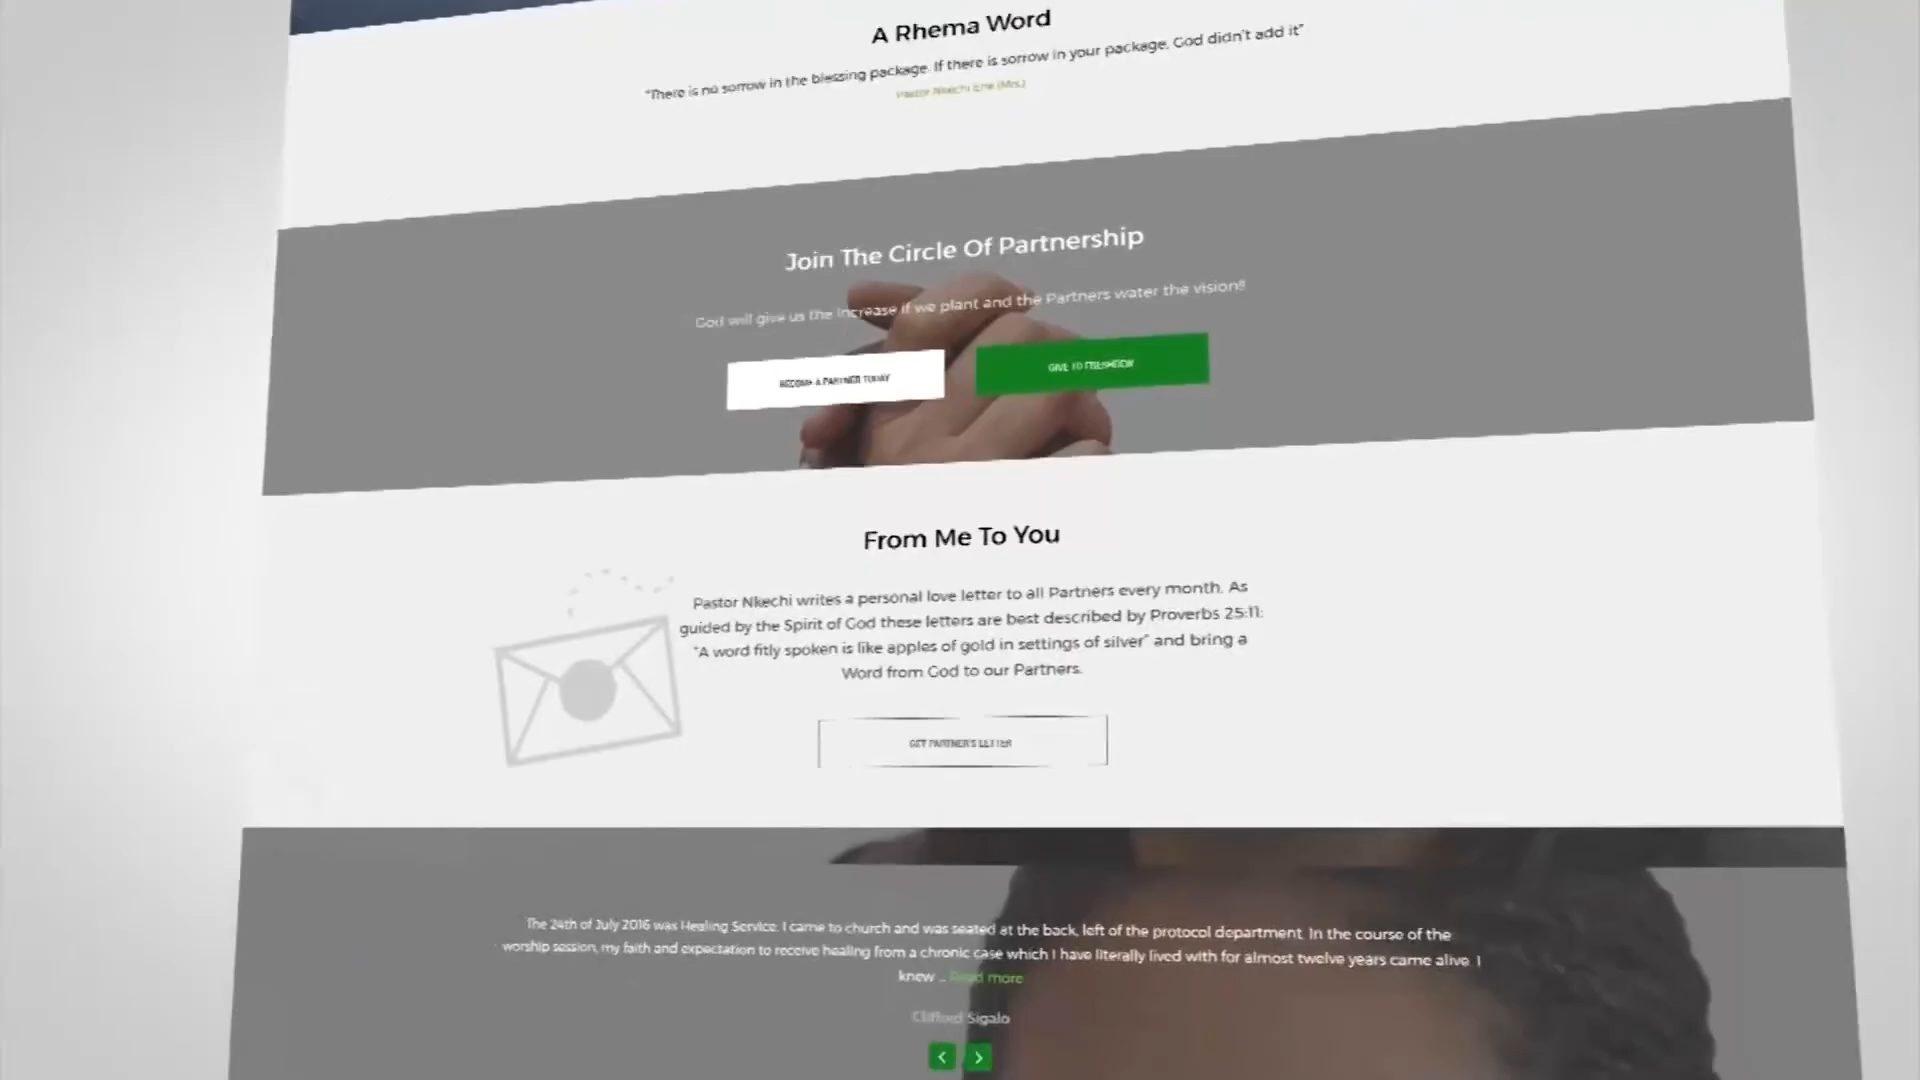 A Rhema Word
"There is no sorrow in the blessing package. If there is sorrow in your package, God didn't add it"
Pastor Nkechi Ene (Mrs.)
Join The Circle Of Partnership
God will give us the increase if we plant and the Partners water the vision!!
BECOME A PARTNER TODAY
GIVE TO
From Me To You
Pastor Nkechi writes a personal love letter to all Partners every month. As
guided by the Spirit of God these letters are best described by Proverbs 25:11:
"A word fitly spoken is like apples of gold in settings of silver" and bring a
Word from God to our Partners.
GET PARTNER'S LETTER
The 24th of July 2016 was Healing Service. I came to church and was seated at the back, left of the protocol department. In the course of the
worship session, my faith and expectation to receive healing from a chronic case which I have literally lived with for almost twelve years came alive. I
knew ... Read more
Clifford Sigalo